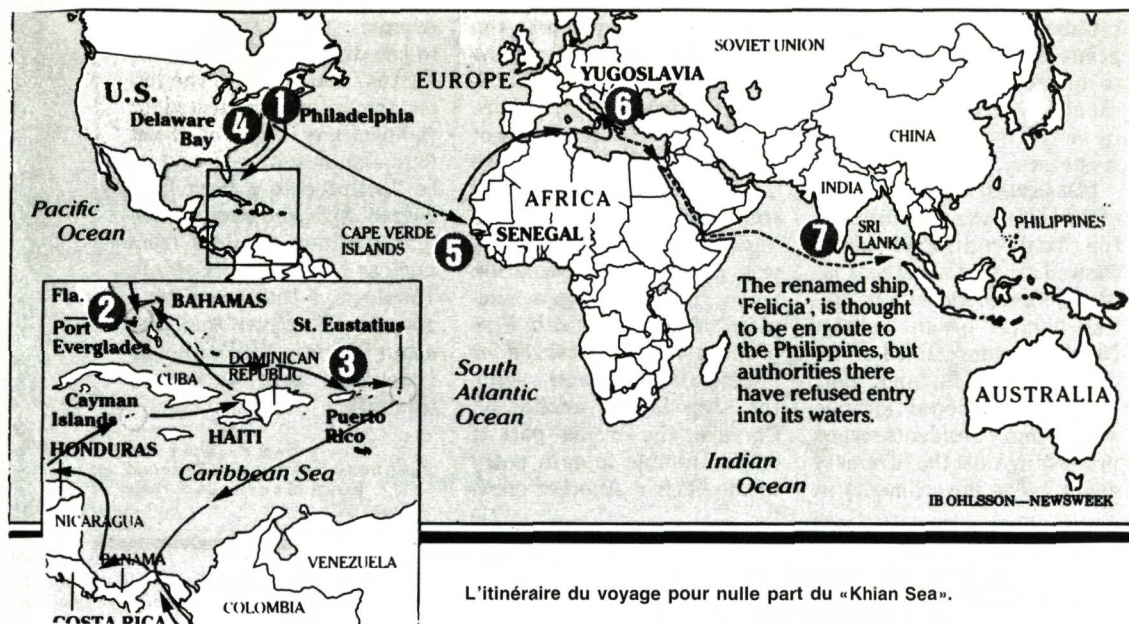 SOVIET UNION
EUROPE
YUGOSLAVIA
6
U.S.
1
Philadelphia
Delaware
Bay
4
CHINA
INDIA
AFRICA
Pacific
Ocean
CAPE VERDE
ISLANDS
5
SENEGAL
7
SRI
LANKA
PHILIPPINES
The renamed ship,
'Felicia', is thought
to be en route to
the Philippines, but
authorities there
have refused entry
into its waters.
South
Atlantic
Ocean
AUSTRALIA
Indian
Ocean
IB OHLSSON—NEWSWEEK
Fla.
2
BAHAMAS
Port
Everglades
St. Eustatius
DOMINICAN
REPUBLIC
3
CUBA
Cayman
Islands
Puerto
Rico
HAITI
HONDURAS
Caribbean Sea
NICARAGUA
PANAMA
VENEZUELA
COLOMBIA
COSTA RICA
L'itinéraire du voyage pour nulle part du «Khian Sea».